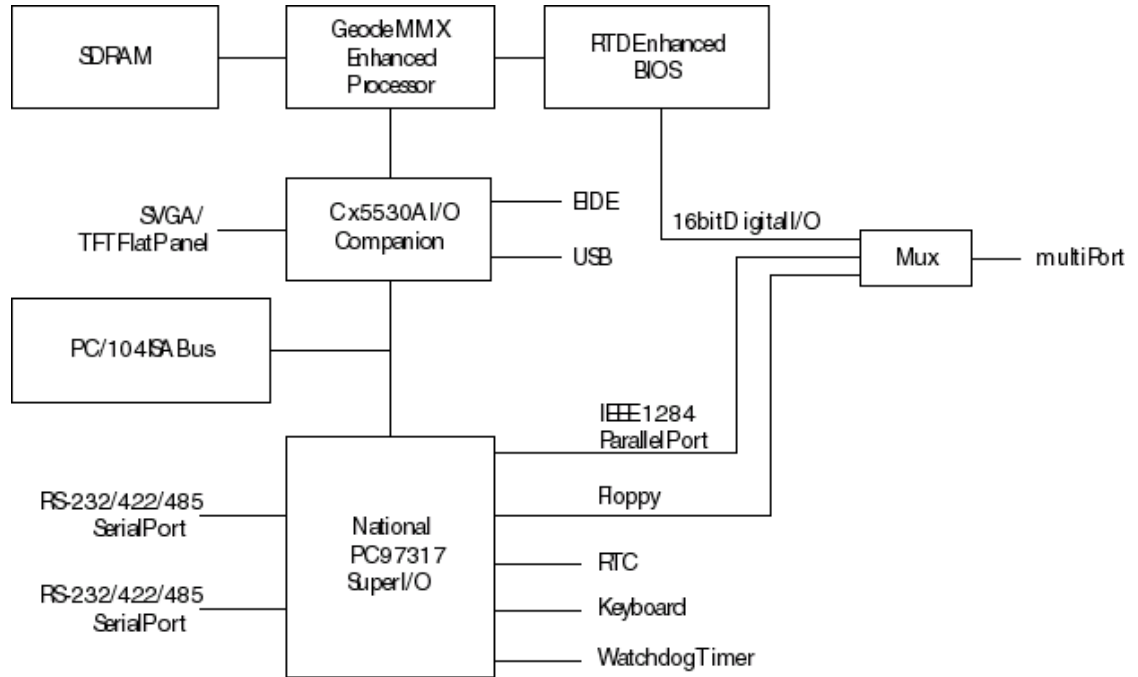 SDRAM
GeodeMMX
Enhanced
Processor
RTDEnhanced
BIOS
SVGA/
TFTFlatPanel
Cx5530AI/O
Companion
EIDE
USB
16bitDigitalI/O
Mux
multiPort
PC/104ISABus
IEEE1284
ParallelPort
RS-232/422/485
SerialPort
National
PC97317
SuperI/O
Floppy
RTC
RS-232/422/485
SerialPort
Keyboard
WatchdogTimer